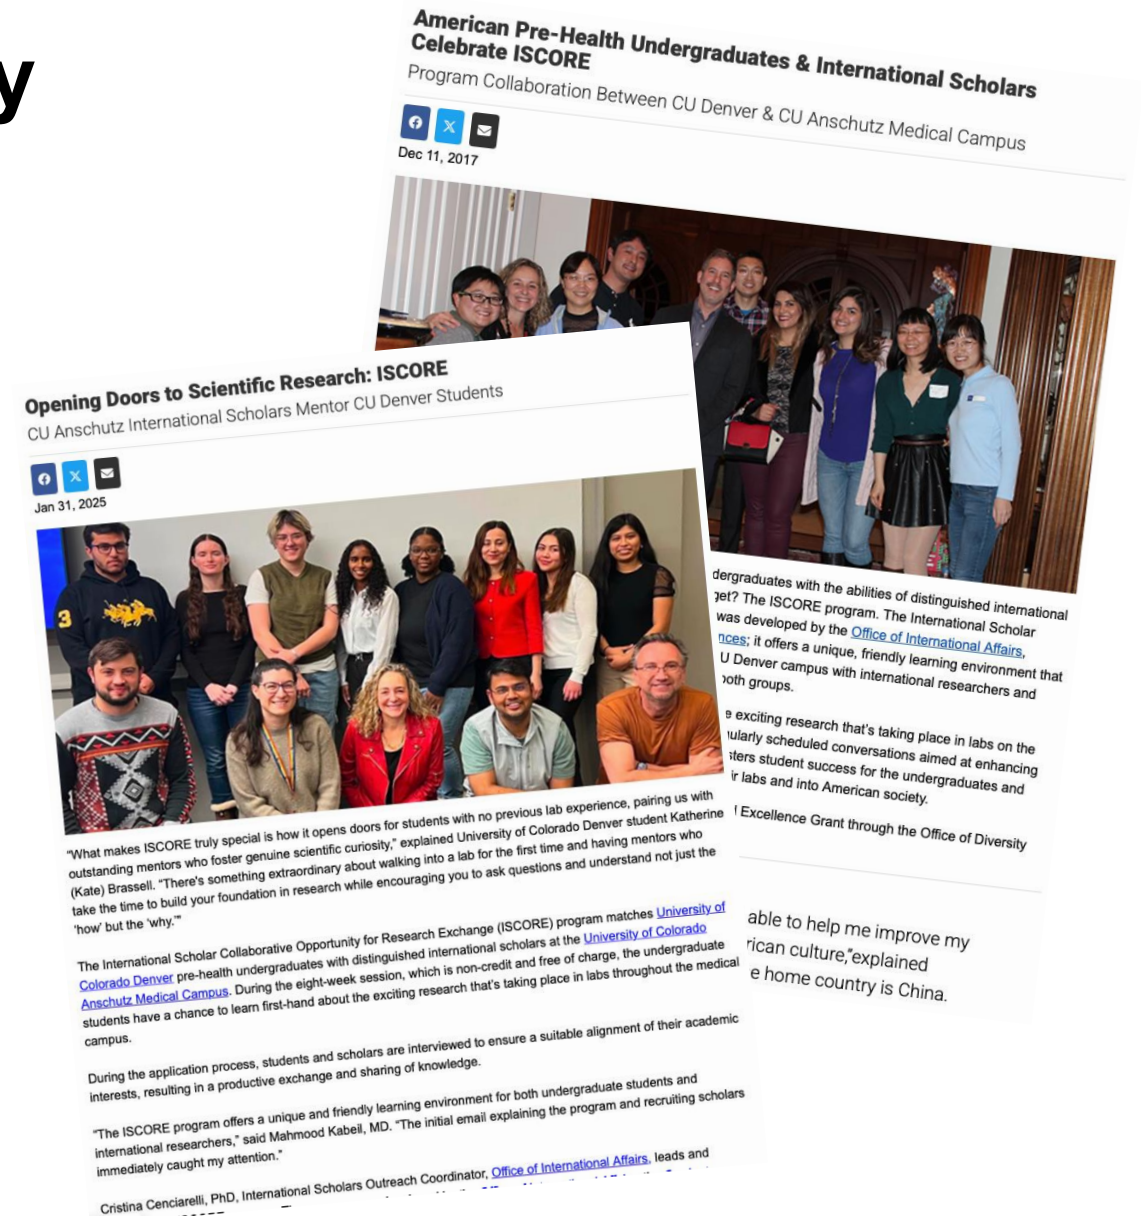 y
American Pre-Health Undergraduates & International Scholars
Celebrate ISCORE
Program Collaboration Between CU Denver & CU Anschutz Medical Campus
Dec 11, 2017
dergraduates with the abilities of distinguished international
get? The ISCORE program. The International Scholar
was developed by the Office of International Affairs,
nces; it offers a unique, friendly learning environment that
U Denver campus with international researchers and
both groups.
e exciting research that's taking place in labs on the
ularly scheduled conversations aimed at enhancing
sters student success for the undergraduates and
ir labs and into American society.
Excellence Grant through the Office of Diversity
able to help me improve my
rican culture,”explained
e home country is China.
Opening Doors to Scientific Research: ISCORE
CU Anschutz International Scholars Mentor CU Denver Students
Jan 31, 2025
3
“What makes ISCORE truly special is how it opens doors for students with no previous lab experience, pairing us with
outstanding mentors who foster genuine scientific curiosity,” explained University of Colorado Denver student Katherine
(Kate) Brassell. “There's something extraordinary about walking into a lab for the first time and having mentors who
take the time to build your foundation in research while encouraging you to ask questions and understand not just the
‘how’ but the ‘why.’”
The International Scholar Collaborative Opportunity for Research Exchange (ISCORE) program matches University of
Colorado Denver pre-health undergraduates with distinguished international scholars at the University of Colorado
Anschutz Medical Campus. During the eight-week session, which is non-credit and free of charge, the undergraduate
students have a chance to learn first-hand about the exciting research that's taking place in labs throughout the medical
campus.
During the application process, students and scholars are interviewed to ensure a suitable alignment of their academic
interests, resulting in a productive exchange and sharing of knowledge.
“The ISCORE program offers a unique and friendly learning environment for both undergraduate students and
international researchers,” said Mahmood Kabeil, MD. “The initial email explaining the program and recruiting scholars
immediately caught my attention.”
Cristina Cenciarelli, PhD, International Scholars Outreach Coordinator, Office of International Affairs, leads and